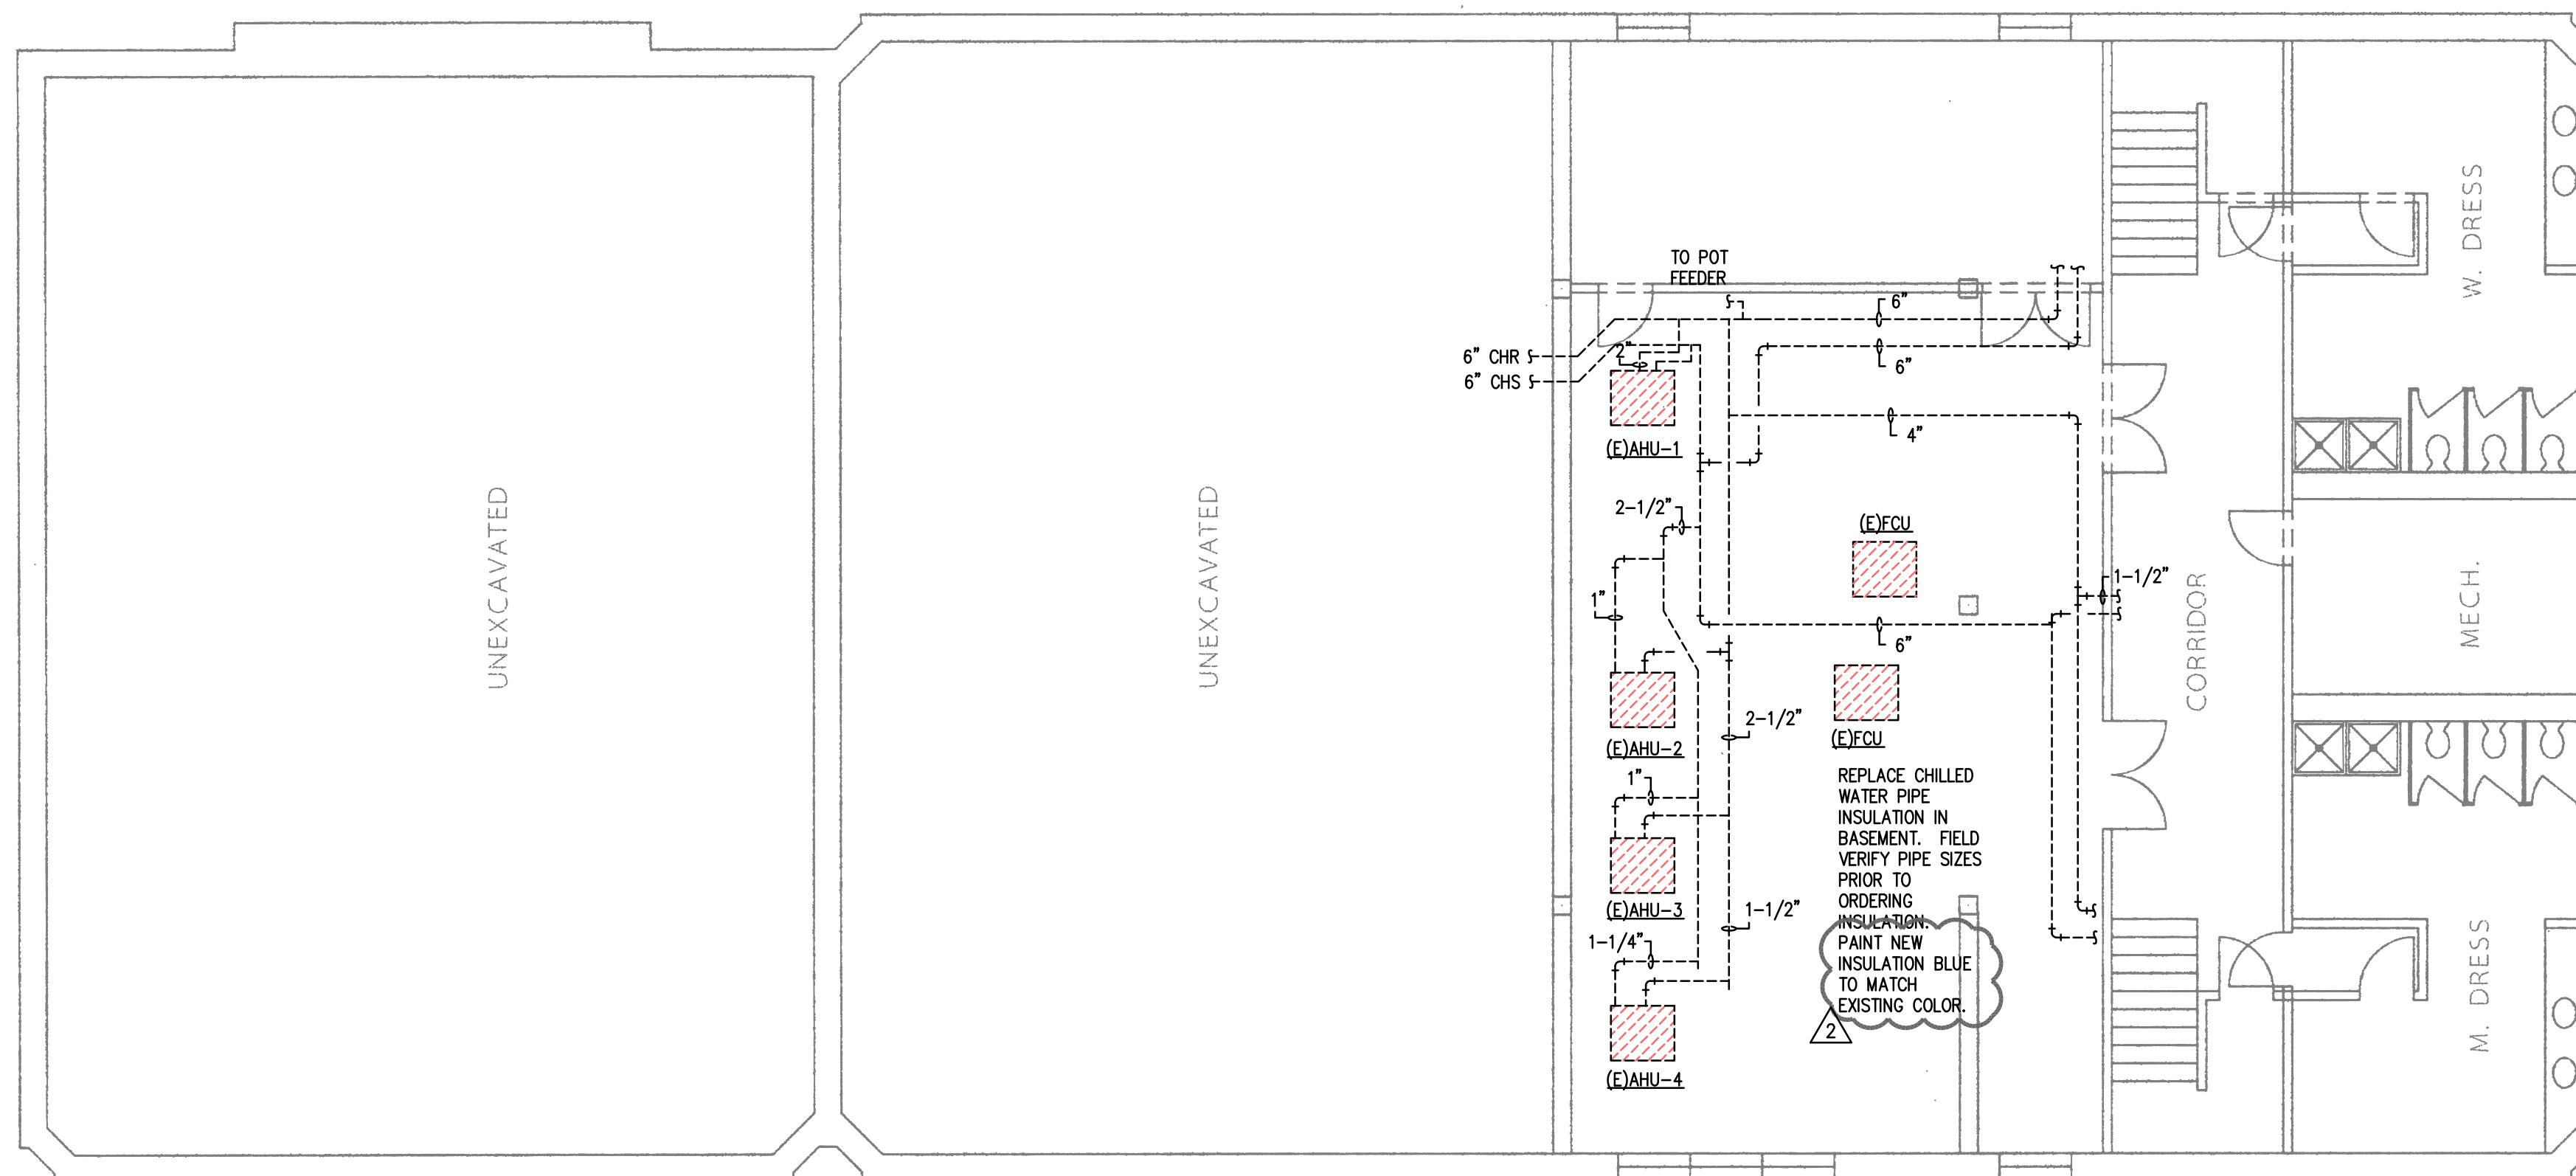 TO POT
FEEDER
6"
6" CHR
2"
6"
6" CHS
4"
(E)AHU-1
2-1/2"
(E)FCU
1"
1-1/2"
6"
2-1/2"
(E)FCU
(E)AHU-2
1"
REPLACE CHILLED
WATER PIPE
INSULATION IN
BASEMENT. FIELD
VERIFY PIPE SIZES
PRIOR TO
ORDERING
INSULATION.
PAINT NEW
INSULATION BLUE
TO MATCH
EXISTING COLOR.
2
(E)AHU-3
1-1/2"
1-1/4"
(E)AHU-4
UNEXCAVATED
UNEXCAVATED
CORRIDOR
W. DRESS
MECH.
M. DRESS